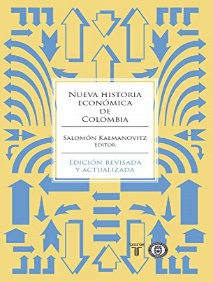 NUEVA HISTORIA
ECONÓMICA
DE
COLOMBIA
SALOMÓN KALMANOVITZ
EDITOR
EDICIÓN REVISADA
Y ACTUALIZADA